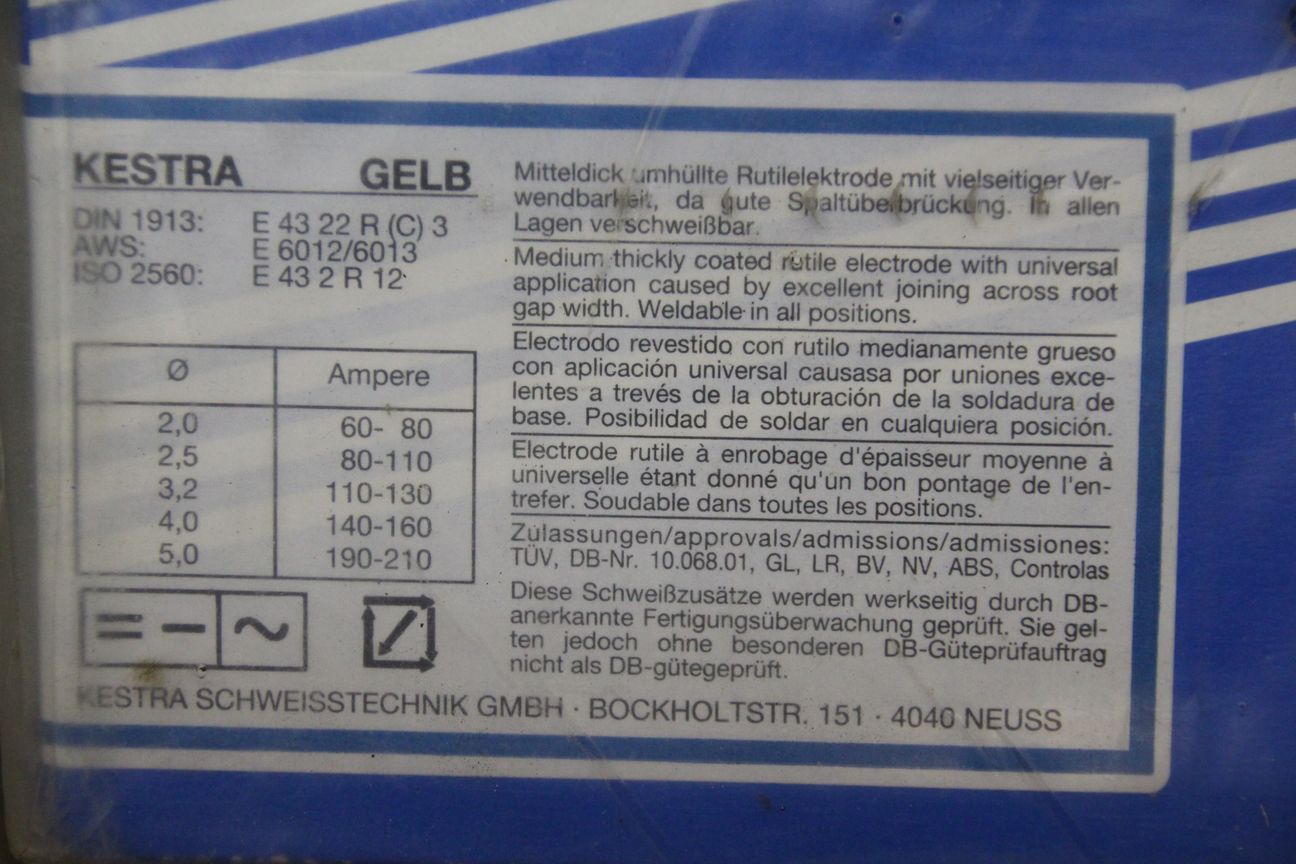 KESTRA GELB
DIN 1913: E 43 22 R (C) 3
AWS: E 6012/6013
ISO 2560: E 43 2 R 12
Ø Ampere
2,0 60- 80
2,5 80-110
3,2 110-130
4,0 140-160
5,0 190-210
= – ~
Mitteldick umhüllte Rutilelektrode mit vielseitiger Ver-
wendbarkeit, da gute Spaltüberbrückung. In allen
Lagen verschweißbar.
Medium thickly coated rutile electrode with universal
application caused by excellent joining across root
gap width. Weldable in all positions.
Electrodo revestido con rutilo medianamente grueso
con aplicación universal causasa por uniones exce-
lentes a trevés de la obturación de la soldadura de
base. Posibilidad de soldar en cualquiera posición.
Electrode rutile à enrobage d'épaisseur moyenne à
universelle étant donné qu'un bon pontage de l'en-
trefer. Soudable dans toutes les positions.
Zulassungen/approvals/admissions/admissiones:
TÜV, DB-Nr. 10.068.01, GL, LR, BV, NV, ABS, Controlas
Diese Schweißzusätze werden werkseitig durch DB-
anerkannte Fertigungsüberwachung geprüft. Sie gel-
ten jedoch ohne besonderen DB-Güteprüfauftrag
nicht als DB-gütegeprüft.
KESTRA SCHWEISSTECHNIK GMBH · BOCKHOLTSTR. 151 · 4040 NEUSS